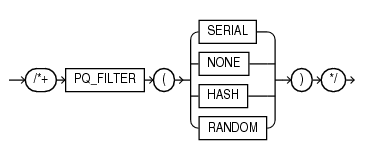 SERIAL
/*+ PQ_FILTER ( NONE ) */
HASH
RANDOM